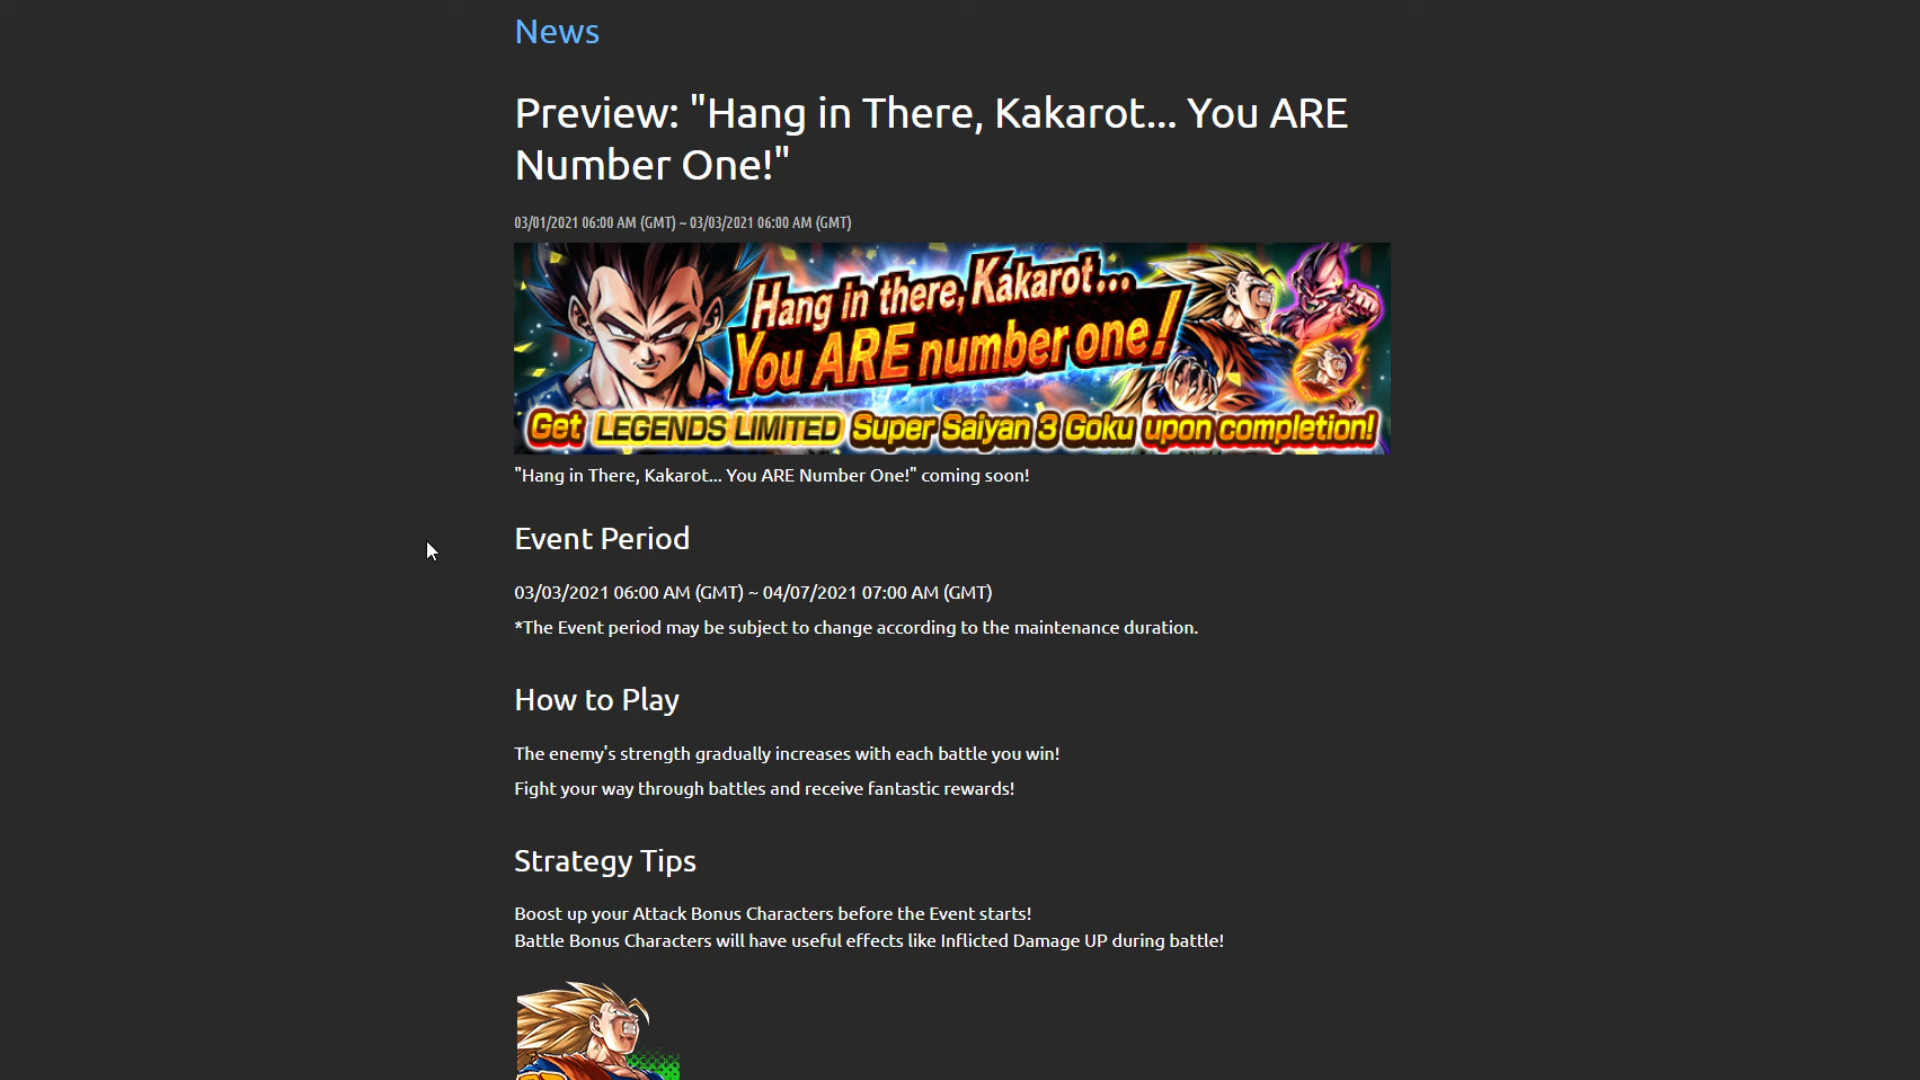 News
Preview: "Hang in There, Kakarot... You ARE
Number One!"
03/01/2021 06:00 AM (GMT) ~ 03/03/2021 06:00 AM (GMT)
Hang in there, Kakarot...
You ARE number one!
Get LEGENDS LIMITED Super Saiyan 3 Goku upon completion!
"Hang in There, Kakarot... You ARE Number One!" coming soon!
Event Period
03/03/2021 06:00 AM (GMT) ~ 04/07/2021 07:00 AM (GMT)
*The Event period may be subject to change according to the maintenance duration.
How to Play
The enemy's strength gradually increases with each battle you win!
Fight your way through battles and receive fantastic rewards!
Strategy Tips
Boost up your Attack Bonus Characters before the Event starts!
Battle Bonus Characters will have useful effects like Inflicted Damage UP during battle!